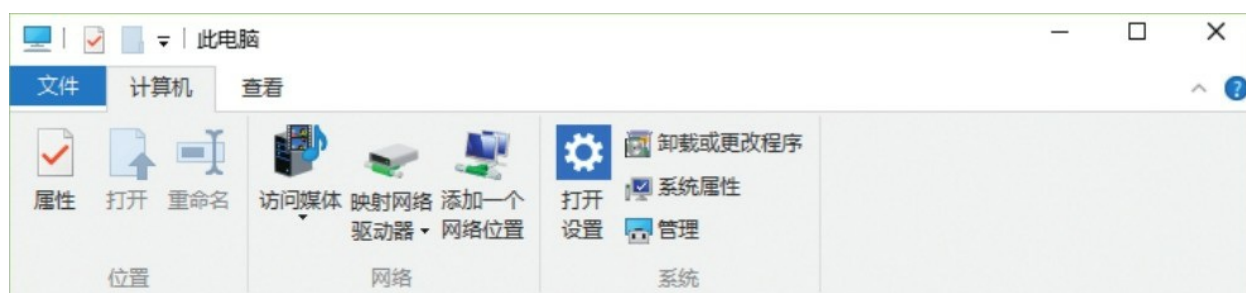 此电脑
文件 计算机 查看
属性
打开
重命名
位置
访问媒体
映射网络
驱动器
添加一个
网络位置
网络
打开
设置
卸载或更改程序
系统属性
管理
系统